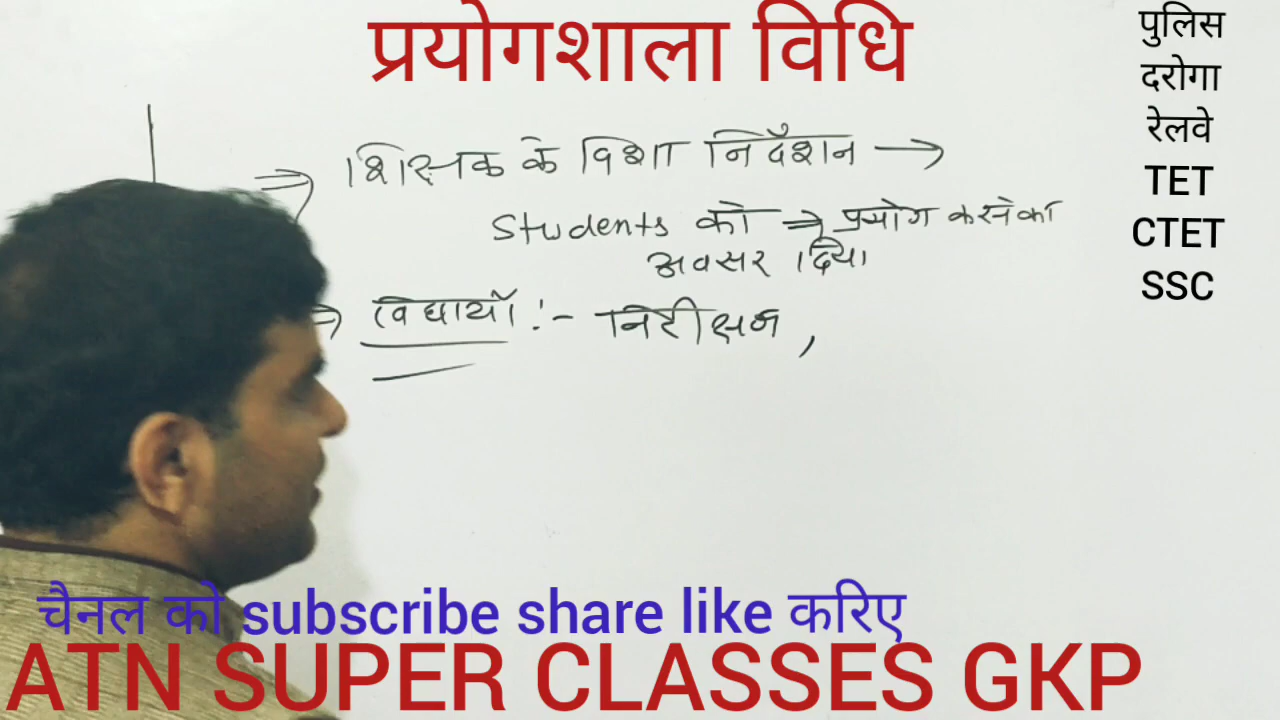 प्रयोगशाला विधि
पुलिस
दरोगा
रेलवे
TET
CTET
SSC
⇒ शिक्षक के दिशा निर्देशन →
Students को ⇒ प्रयोग करने का
अवसर दिया
⇒ विद्यार्थी :- निरीक्षण ,
चैनल को subscribe share like करिए
ATN SUPER CLASSES GKP